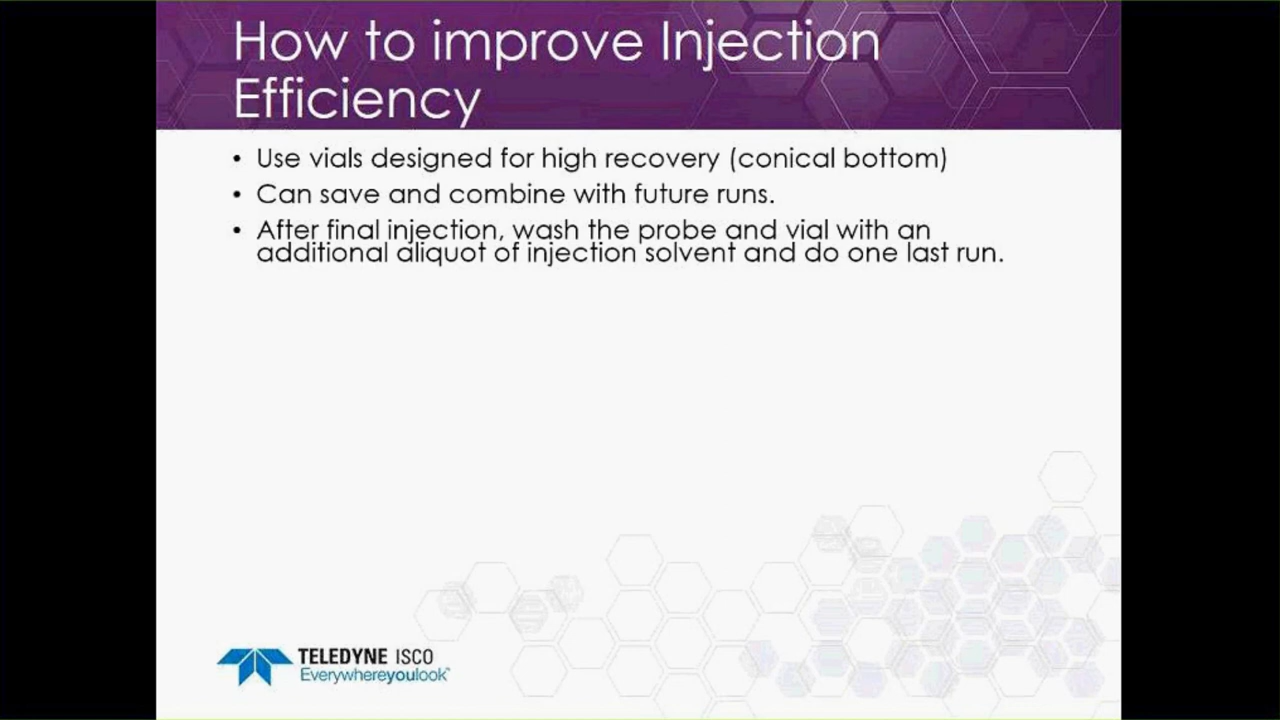 How to improve Injection
Efficiency
• Use vials designed for high recovery (conical bottom)
• Can save and combine with future runs.
• After final injection, wash the probe and vial with an
additional aliquot of injection solvent and do one last run.
TELEDYNE ISCO
Everywhereyoulook